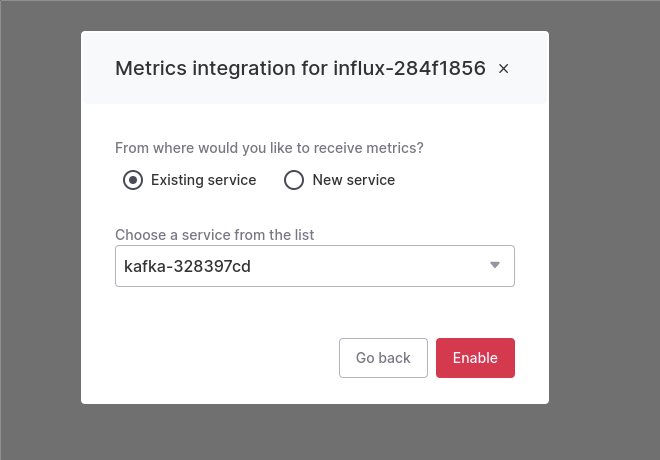 Metrics integration for influx-284f1856 ×
From where would you like to receive metrics?
Existing service New service
Choose a service from the list
kafka-328397cd
Go back Enable